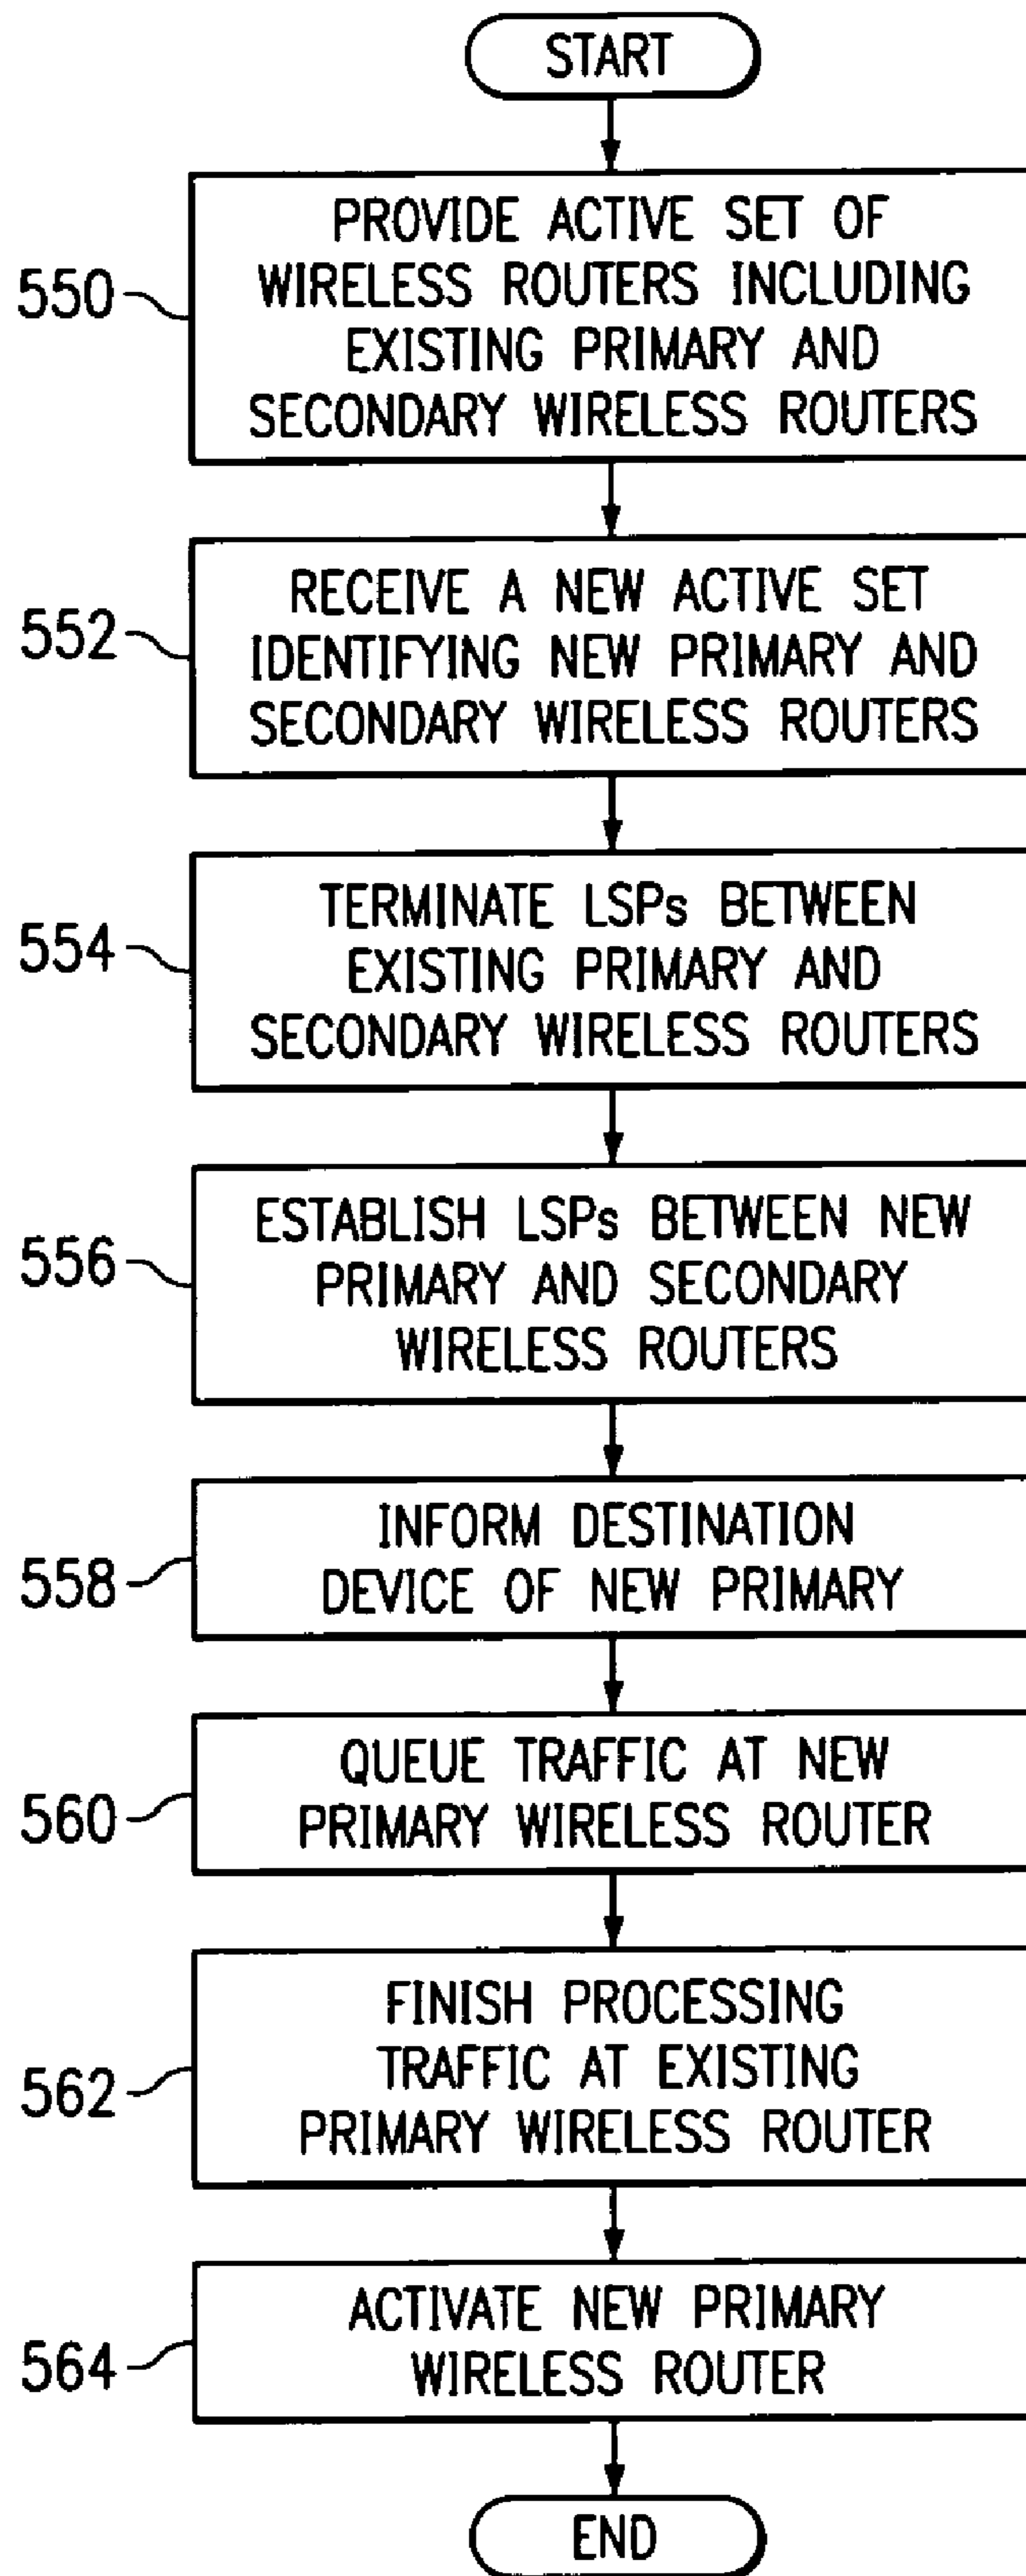 START
550
PROVIDE ACTIVE SET OF
WIRELESS ROUTERS INCLUDING
EXISTING PRIMARY AND
SECONDARY WIRELESS ROUTERS
552
RECEIVE A NEW ACTIVE SET
IDENTIFYING NEW PRIMARY AND
SECONDARY WIRELESS ROUTERS
554
TERMINATE LSPs BETWEEN
EXISTING PRIMARY AND
SECONDARY WIRELESS ROUTERS
556
ESTABLISH LSPs BETWEEN NEW
PRIMARY AND SECONDARY
WIRELESS ROUTERS
558
INFORM DESTINATION
DEVICE OF NEW PRIMARY
560
QUEUE TRAFFIC AT NEW
PRIMARY WIRELESS ROUTER
562
FINISH PROCESSING
TRAFFIC AT EXISTING
PRIMARY WIRELESS ROUTER
564
ACTIVATE NEW PRIMARY
WIRELESS ROUTER
END